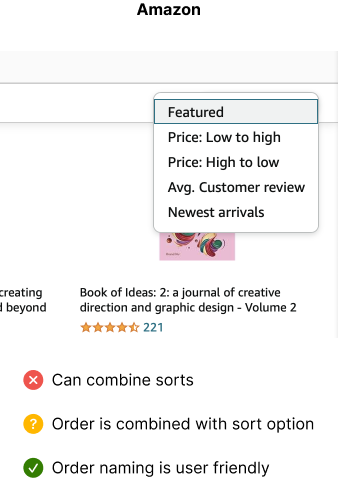 Amazon
Featured
Price: Low to high
Price: High to low
Avg. Customer review
Newest arrivals
creating
d beyond
Book of Ideas: 2: a journal of creative
direction and graphic design - Volume 2
221
Can combine sorts
? Order is combined with sort option
Order naming is user friendly